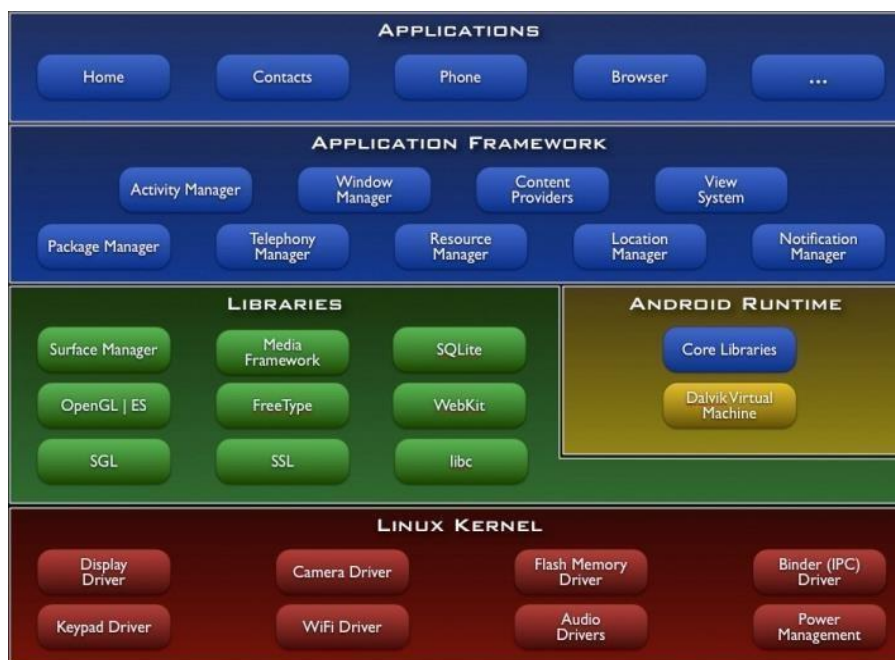 APPLICATIONS
Home
Contacts
Phone
Browser
...
APPLICATION FRAMEWORK
Activity Manager
Window
Manager
Content
Providers
View
System
Package Manager
Telephony
Manager
Resource
Manager
Location
Manager
Notification
Manager
LIBRARIES
Surface Manager
Media
Framework
SQLite
OpenGL | ES
FreeType
WebKit
SGL
SSL
libc
ANDROID RUNTIME
Core Libraries
Dalvik Virtual
Machine
LINUX KERNEL
Display
Driver
Camera Driver
Flash Memory
Driver
Binder (IPC)
Driver
Keypad Driver
WiFi Driver
Audio
Drivers
Power
Management